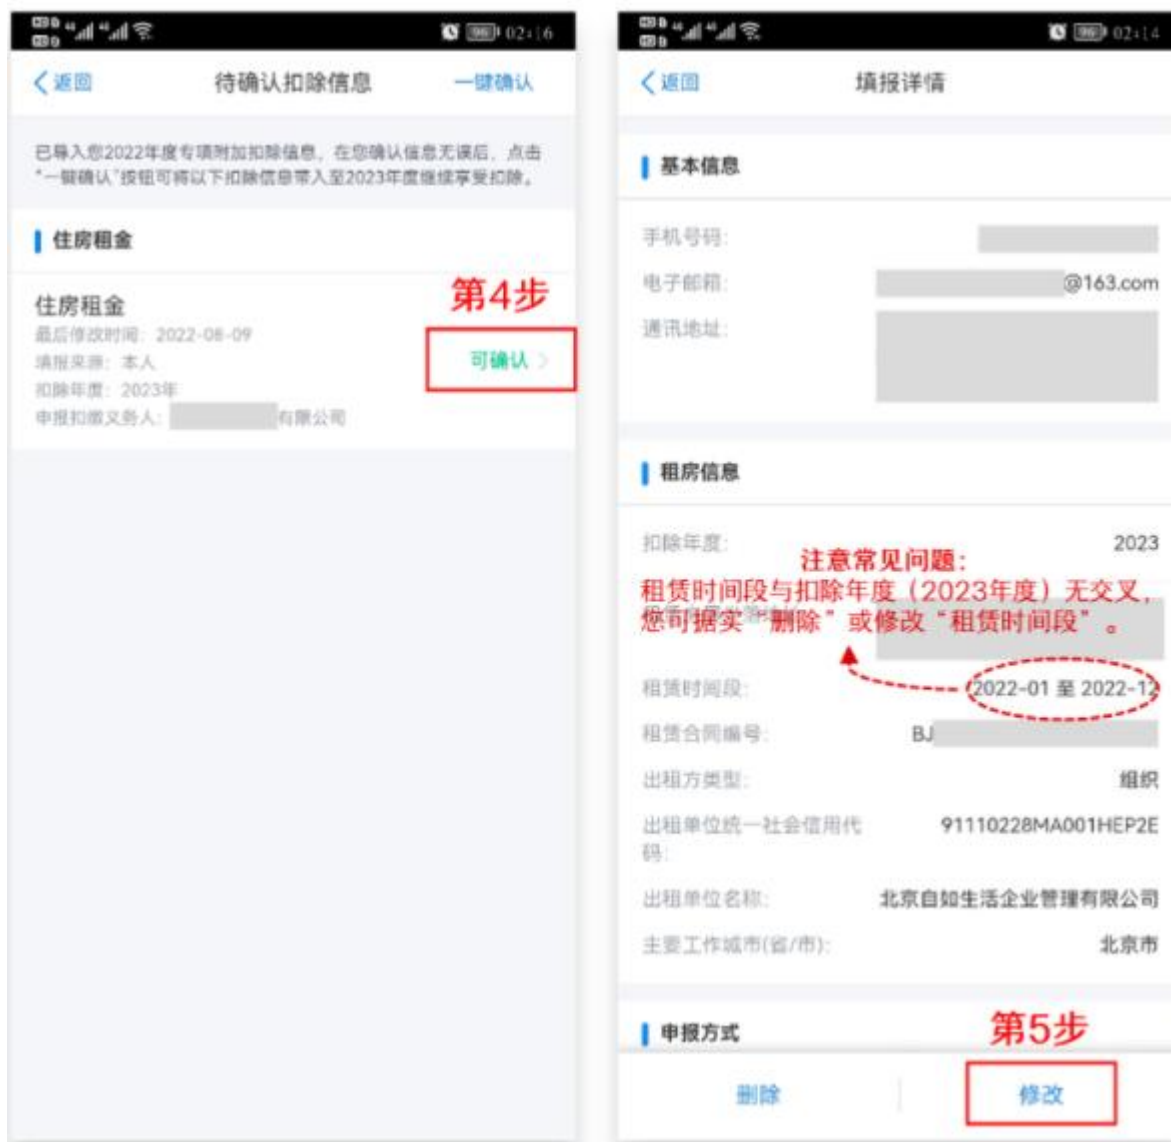 02:16
返回
待确认扣除信息
一键确认
已导入您2022年度专项附加扣除信息，在您确认信息无误后，点击
“一键确认”按钮可将以下扣除信息带入至2023年度继续享受扣除。
住房租金
住房租金
最后修改时间：2022-08-09
填报来源：本人
扣除年度：2023年
申报扣缴义务人：
有限公司
第4步
可确认
02:14
返回
填报详情
基本信息
手机号码：
电子邮箱：
@163.com
通讯地址：
租房信息
扣除年度：
2023
注意常见问题：
租赁时间段与扣除年度（2023年度）无交叉，
您可据实“删除”或修改“租赁时间段”。
租赁时间段：
2022-01 至 2022-12
租赁合同编号：
BJ
出租方类型：
组织
出租单位统一社会信用代
码：
91110228MA001HEP2E
出租单位名称：
北京自如生活企业管理有限公司
主要工作城市(省/市)：
北京市
申报方式
第5步
删除
修改